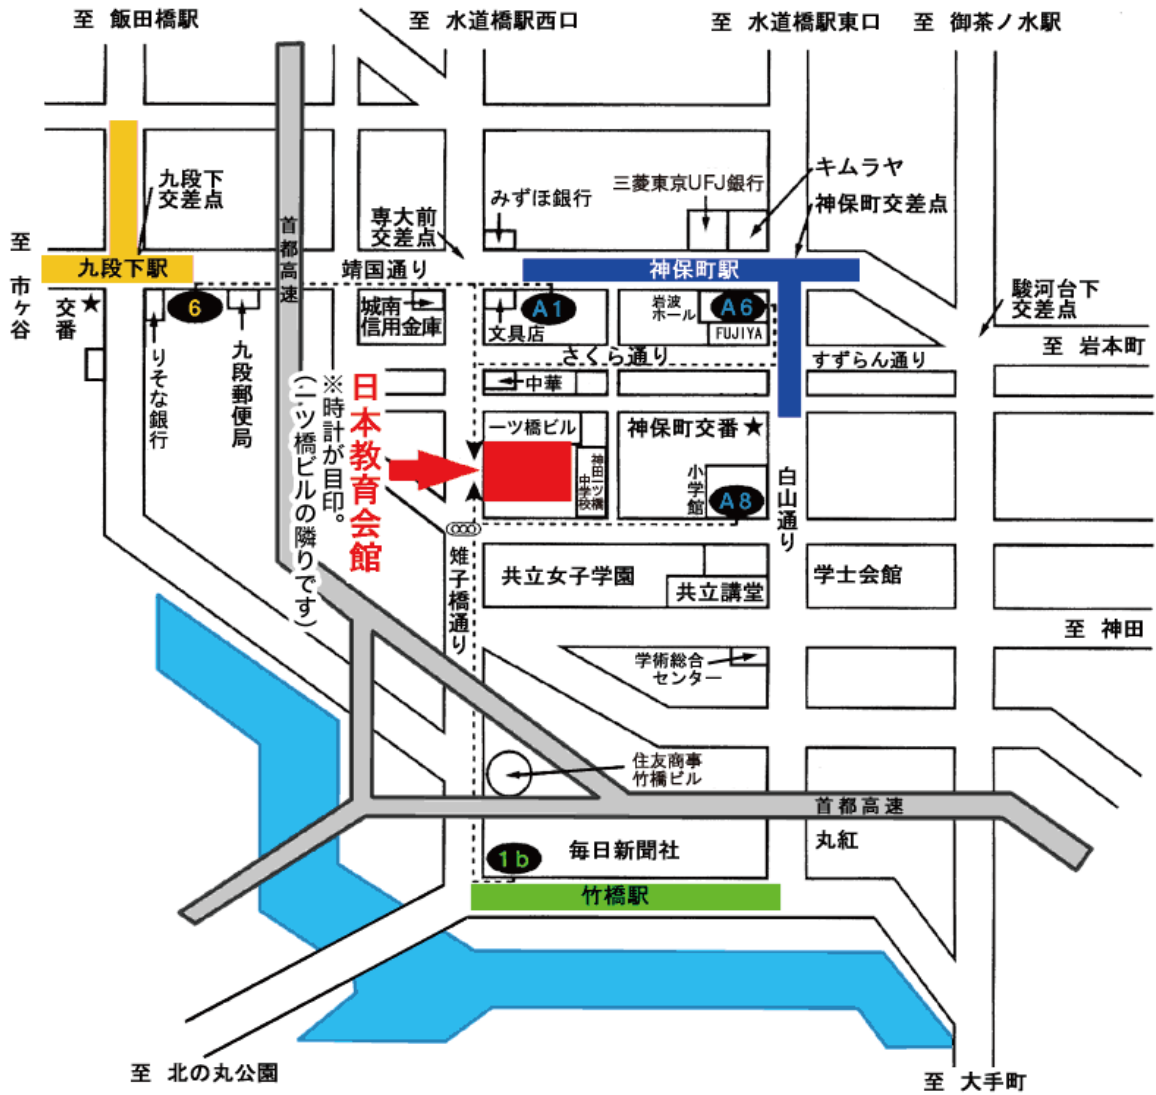 至 飯田橋駅
至 水道橋駅西口
至 水道橋駅東口
至 御茶ノ水駅
九段下
交差点
専大前
交差点
みずほ銀行
三菱東京UFJ銀行
キムラヤ
神保町交差点
至 市ヶ谷
九段下駅
首都高速
靖国通り
神保町駅
交番★
りそな銀行
6
九段郵便局
城南
信用金庫
文具店
A1
岩波
ホール
A6
FUJIYA
駿河台下
交差点
至 岩本町
さくら通り
すずらん通り
中華
日本教育会館
※時計が目印。
(一ツ橋ビルの隣りです)
一ツ橋ビル
神田一ツ橋
中学校
神保町交番★
小学館
A8
白山通り
雉子橋通り
共立女子学園
共立講堂
学士会館
至 神田
学術総合
センター
住友商事
竹橋ビル
首都高速
丸紅
1b
毎日新聞社
竹橋駅
至 北の丸公園
至 大手町